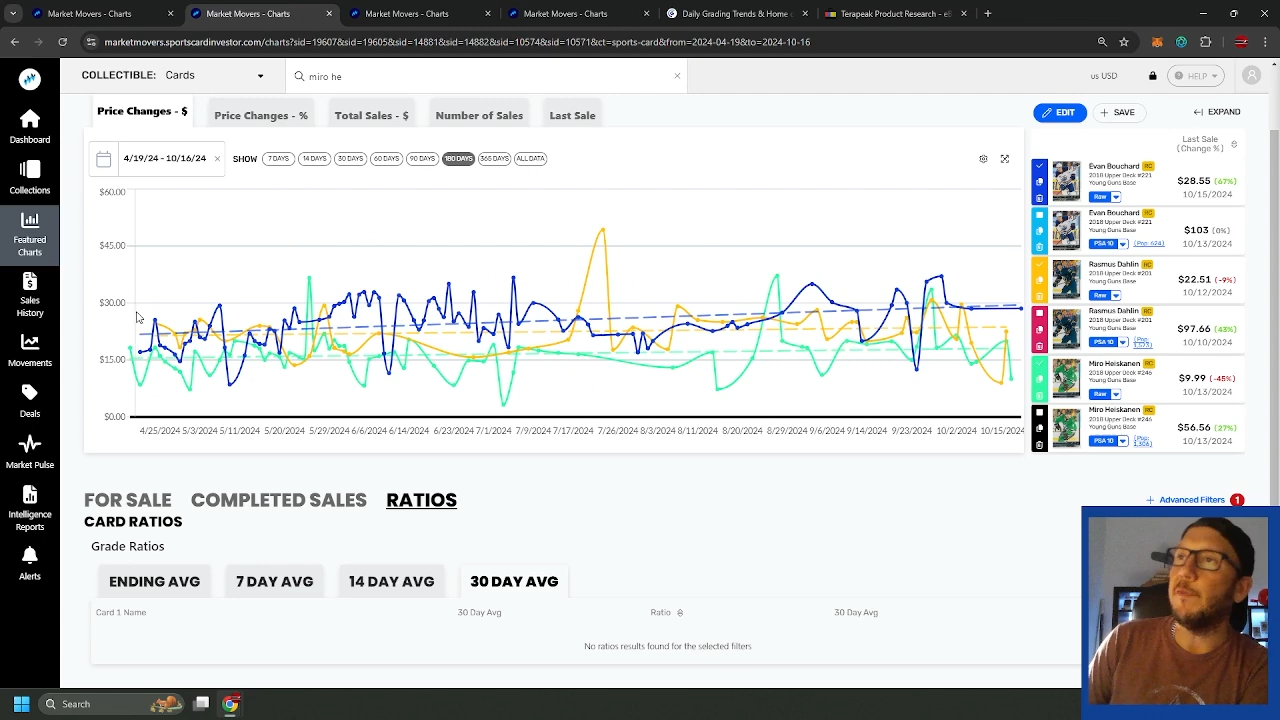 Market Movers - Charts
Market Movers - Charts
Market Movers - Charts
Market Movers - Charts
Daily Grading Trends & Home
Terapeak Product Research - eB
marketmovers.sportscardinvestor.com/charts?sid=19607&sid=19605&sid=14881&sid=14882&sid=10574&sid=10571&ct=sports-card&from=2024-04-19&to=2024-10-16
COLLECTIBLE: Cards
miro he
us USD
HELP
Dashboard
Collections
Featured
Charts
Sales
History
Movements
Deals
Market Pulse
Intelligence
Reports
Alerts
Price Changes - $
Price Changes - %
Total Sales - $
Number of Sales
Last Sale
EDIT
SAVE
EXPAND
4/19/24 - 10/16/24
SHOW
7 DAYS
14 DAYS
30 DAYS
60 DAYS
90 DAYS
180 DAYS
365 DAYS
ALL DATA
$60.00
$45.00
$30.00
$15.00
$0.00
4/25/2024 5/3/2024 5/11/2024 5/20/2024 5/29/2024 6/6/2024 6/14/2024 6/22/2024 7/1/2024 7/9/2024 7/17/2024 7/26/2024 8/3/2024 8/11/2024 8/20/2024 8/29/2024 9/6/2024 9/14/2024 9/23/2024 10/2/2024 10/15/2024
Last Sale
(Change %)
Evan Bouchard RC
2018 Upper Deck #221
Young Guns Base
Raw
$28.55 (67%)
10/15/2024
Evan Bouchard RC
2018 Upper Deck #221
Young Guns Base
PSA 10
(Pop: 624)
$103 (0%)
10/13/2024
Rasmus Dahlin RC
2018 Upper Deck #201
Young Guns Base
Raw
$22.51 (-9%)
10/12/2024
Rasmus Dahlin RC
2018 Upper Deck #201
Young Guns Base
PSA 10
$97.66 (43%)
10/10/2024
Miro Heiskanen RC
2018 Upper Deck #246
Young Guns Base
Raw
$9.99 (-45%)
10/13/2024
Miro Heiskanen RC
2018 Upper Deck #246
Young Guns Base
PSA 10
$56.56 (27%)
10/13/2024
FOR SALE
COMPLETED SALES
RATIOS
Advanced Filters 1
CARD RATIOS
Grade Ratios
ENDING AVG
7 DAY AVG
14 DAY AVG
30 DAY AVG
Card 1 Name
30 Day Avg
Ratio
30 Day Avg
No ratios results found for the selected filters
Search